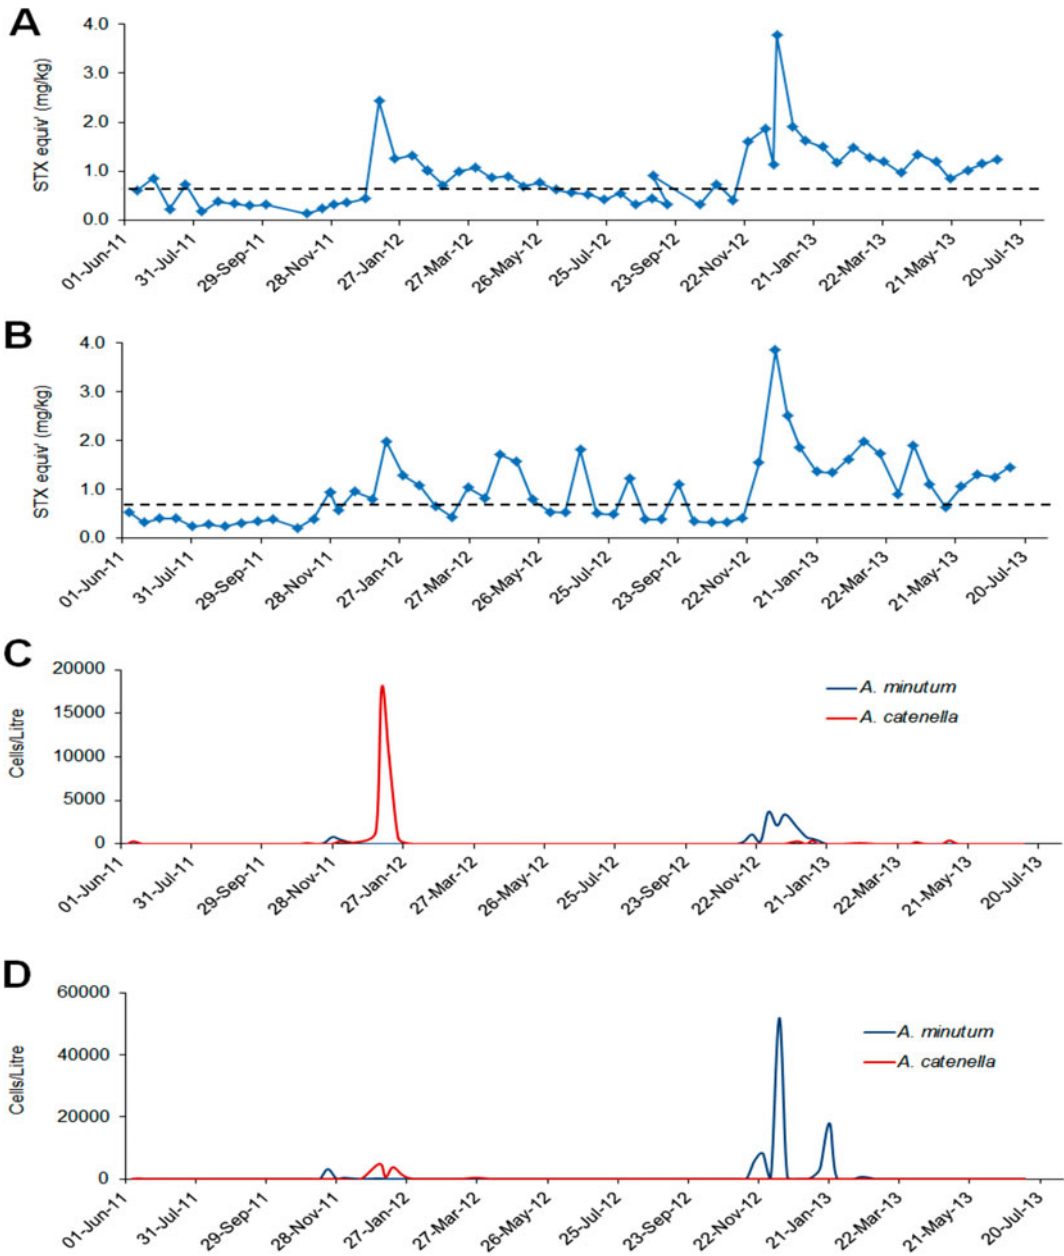 A
STX equiv' (mg/kg)
4.0
3.0
2.0
1.0
0.0
01-Jun-11
31-Jul-11
29-Sep-11
28-Nov-11
27-Jan-12
27-Mar-12
26-May-12
25-Jul-12
23-Sep-12
22-Nov-12
21-Jan-13
22-Mar-13
21-May-13
20-Jul-13
B
STX equiv' (mg/kg)
4.0
3.0
2.0
1.0
0.0
01-Jun-11
31-Jul-11
29-Sep-11
28-Nov-11
27-Jan-12
27-Mar-12
26-May-12
25-Jul-12
23-Sep-12
22-Nov-12
21-Jan-13
22-Mar-13
21-May-13
20-Jul-13
C
Cells/Litre
20000
15000
10000
5000
0
A. minutum
A. catenella
01-Jun-11
31-Jul-11
29-Sep-11
28-Nov-11
27-Jan-12
27-Mar-12
26-May-12
25-Jul-12
23-Sep-12
22-Nov-12
21-Jan-13
22-Mar-13
21-May-13
20-Jul-13
D
Cells/Litre
60000
40000
20000
0
A. minutum
A. catenella
01-Jun-11
31-Jul-11
29-Sep-11
28-Nov-11
27-Jan-12
27-Mar-12
26-May-12
25-Jul-12
23-Sep-12
22-Nov-12
21-Jan-13
22-Mar-13
21-May-13
20-Jul-13